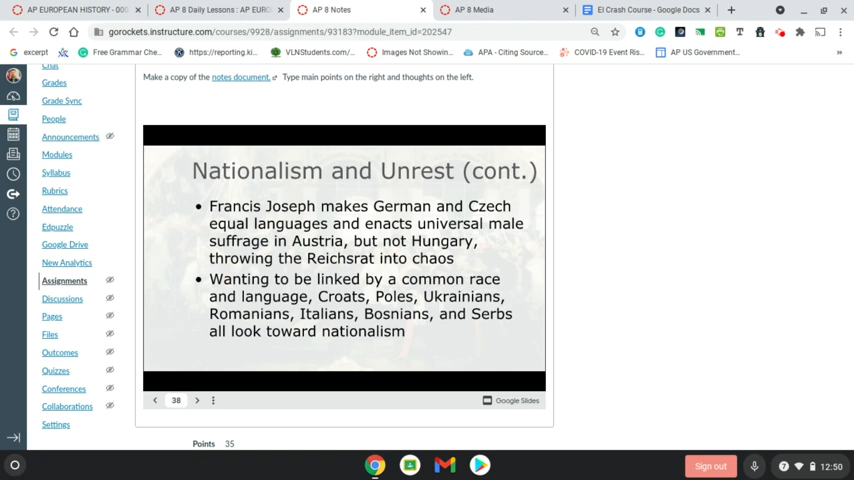 AP EUROPEAN HISTORY - 009
AP 8 Daily Lessons : AP EURO
AP 8 Notes
AP 8 Media
EI Crash Course - Google Docs
gorockets.instructure.com/courses/9928/assignments/93183?module_item_id=202547
excerpt
Free Grammar Che...
https://reporting.ki...
VLNStudents.com/...
Images Not Showin...
APA - Citing Source...
COVID-19 Event Ris...
AP US Government...
Chat
Grades
Grade Sync
People
Announcements
Modules
Syllabus
Rubrics
Attendance
Edpuzzle
Google Drive
New Analytics
Assignments
Discussions
Pages
Files
Outcomes
Quizzes
Conferences
Collaborations
Settings
Make a copy of the notes document. Type main points on the right and thoughts on the left.
Nationalism and Unrest (cont.)
• Francis Joseph makes German and Czech
equal languages and enacts universal male
suffrage in Austria, but not Hungary,
throwing the Reichsrat into chaos
• Wanting to be linked by a common race
and language, Croats, Poles, Ukrainians,
Romanians, Italians, Bosnians, and Serbs
all look toward nationalism
38
Google Slides
Points 35
Sign out
7
12:50